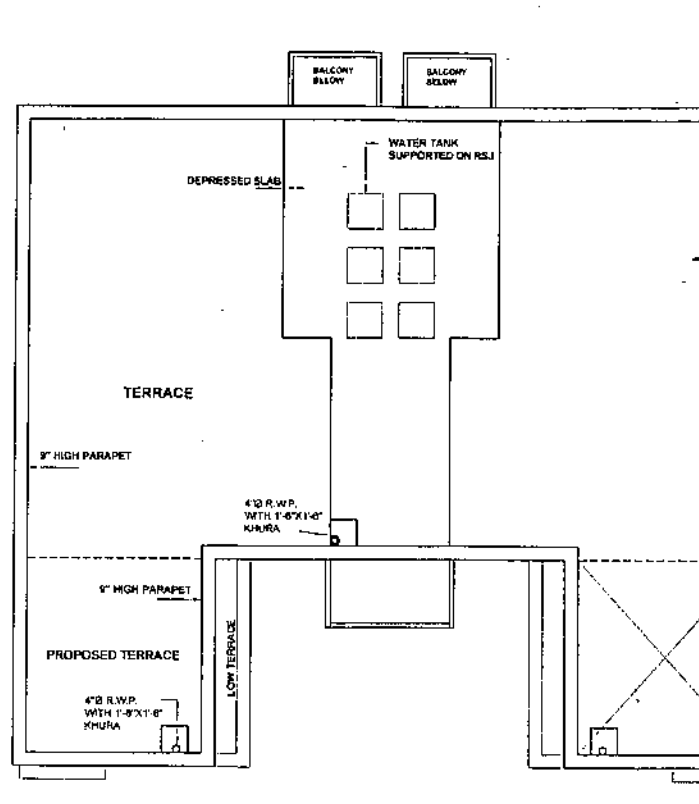 BALCONY
BELOW
BALCONY
BELOW
WATER TANK
SUPPORTED ON RSJ
DEPRESSED SLAB
TERRACE
9" HIGH PARAPET
4"Ø R.W.P.
WITH 1'-6"X1'-6"
KHURA
9" HIGH PARAPET
LOW TERRACE
PROPOSED TERRACE
4"Ø R.W.P.
WITH 1'-6"X1'-6"
KHURA